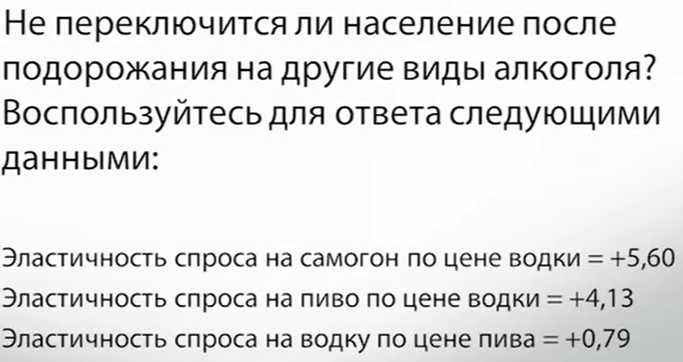 Не переключится ли население после
подорожания на другие виды алкоголя?
Воспользуйтесь для ответа следующими
данными:
Эластичность спроса на самогон по цене водки = +5,60
Эластичность спроса на пиво по цене водки = +4,13
Эластичность спроса на водку по цене пива = +0,79